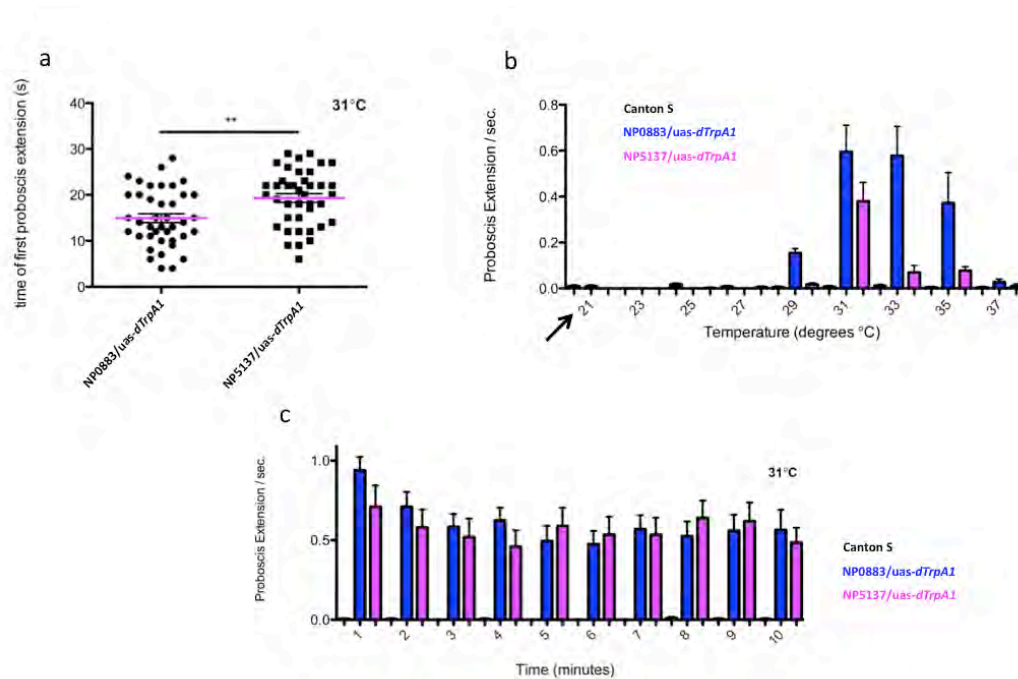 a
time of first proboscis extension (s)
40
30
20
10
0
31°C
**
NP0883/uas-dTrpA1
NP5137/uas-dTrpA1
b
Proboscis Extension / sec.
0.8
0.6
0.4
0.2
0.0
Canton S
NP0883/uas-dTrpA1
NP5137/uas-dTrpA1
21
23
25
27
29
31
33
35
37
Temperature (degrees °C)
c
Proboscis Extension / sec.
1.0
0.5
0.0
31°C
1
2
3
4
5
6
7
8
9
10
Time (minutes)
Canton S
NP0883/uas-dTrpA1
NP5137/uas-dTrpA1